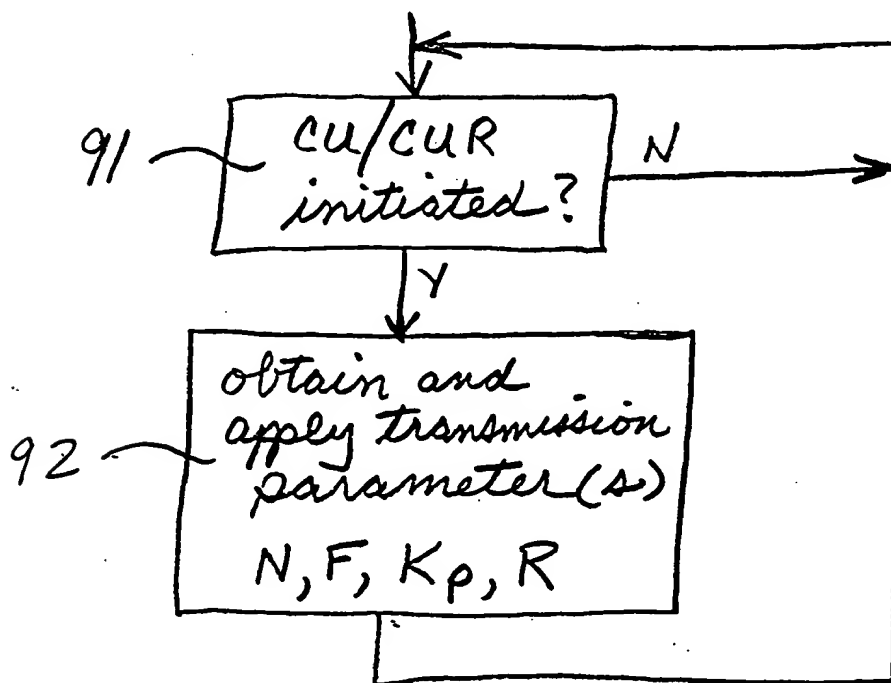 91
CU/CUR
initiated?
N
Y
92
obtain and
apply transmission
parameter(s)
N, F, Kp, R